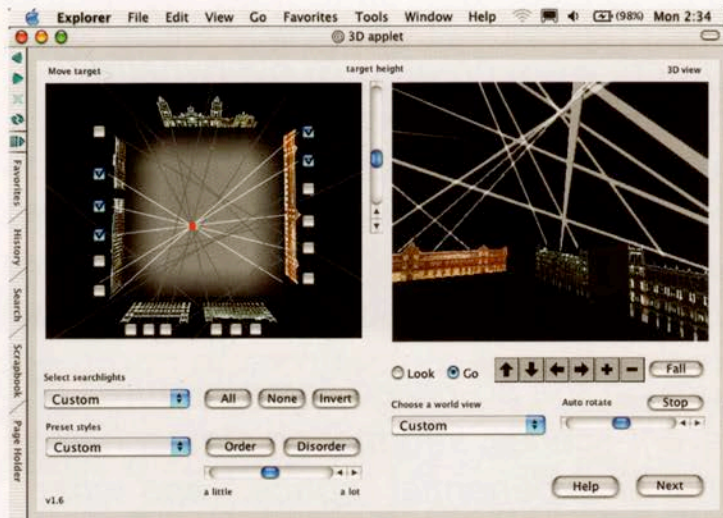 Explorer File Edit View Go Favorites Tools Window Help (98%) Mon 2:34
3D applet
Move target
target height
3D view
Favorites
History
Search
Scrapbook
Page Holder
Look Go Fall
Select searchlights
Custom All None Invert
Choose a world view
Auto rotate Stop
Custom
Preset styles
Custom Order Disorder
a little a lot
Help Next
v1.6